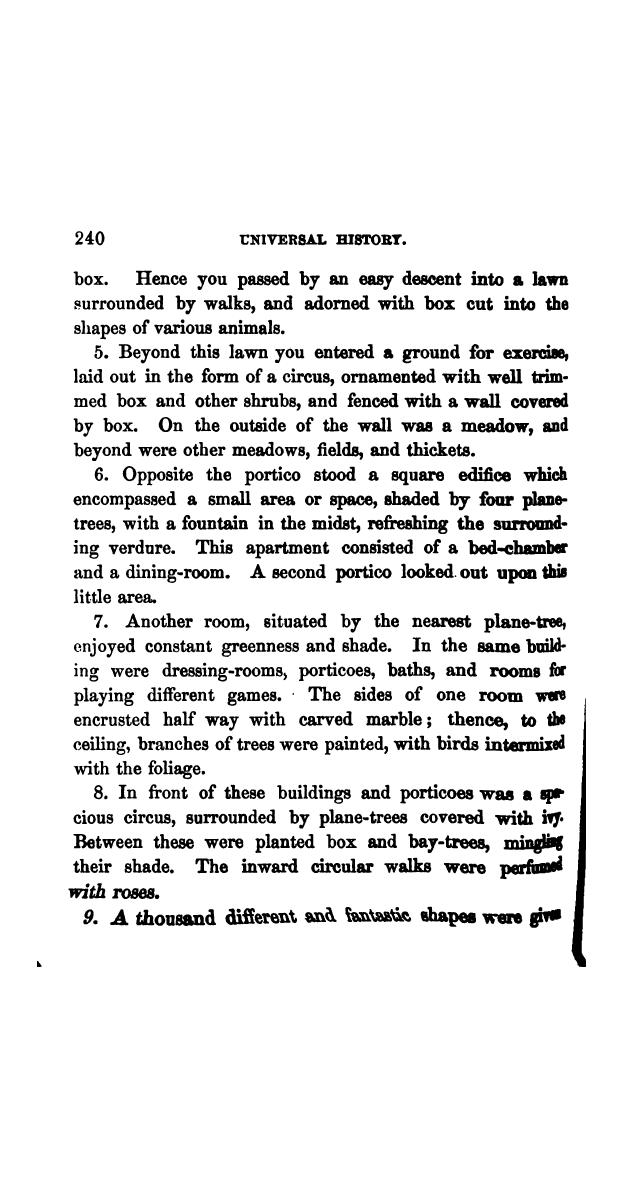 240 UNIVERSAL HISTORY.
box. Hence you passed by an easy descent into a lawn
surrounded by walks, and adorned with box cut into the
shapes of various animals.
5. Beyond this lawn you entered a ground for exercise,
laid out in the form of a circus, ornamented with well trim-
med box and other shrubs, and fenced with a wall covered
by box. On the outside of the wall was a meadow, and
beyond were other meadows, fields, and thickets.
6. Opposite the portico stood a square edifice which
encompassed a small area or space, shaded by four plane-
trees, with a fountain in the midst, refreshing the surround-
ing verdure. This apartment consisted of a bed-chamber
and a dining-room. A second portico looked out upon this
little area.
7. Another room, situated by the nearest plane-tree,
enjoyed constant greenness and shade. In the same build-
ing were dressing-rooms, porticoes, baths, and rooms for
playing different games. The sides of one room were
encrusted half way with carved marble; thence, to the
ceiling, branches of trees were painted, with birds intermixed
with the foliage.
8. In front of these buildings and porticoes was a spa-
cious circus, surrounded by plane-trees covered with ivy.
Between these were planted box and bay-trees, mingling
their shade. The inward circular walks were perfumed
with roses.
9. A thousand different and fantastic shapes were given